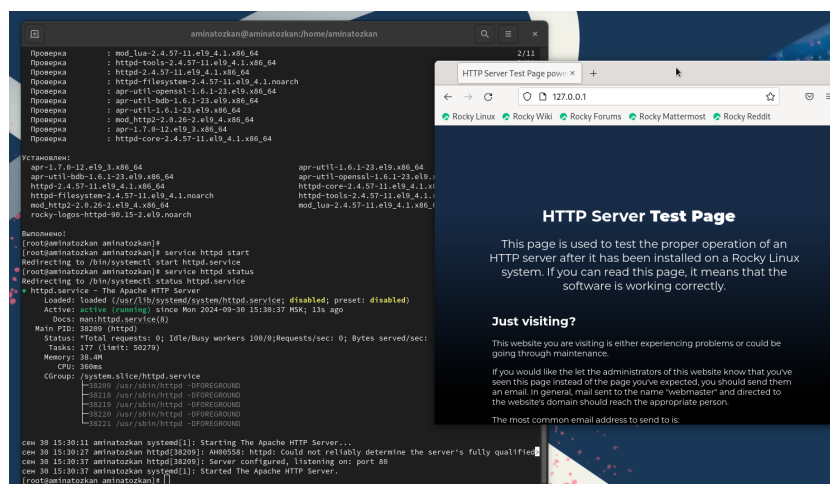 aminatozkan@aminatozkan:/home/aminatozkan
Проверка : mod_lua-2.4.57-11.el9_4.1.x86_64 2/11
Проверка : httpd-tools-2.4.57-11.el9_4.1.x86_64
Проверка : httpd-2.4.57-11.el9_4.1.x86_64
Проверка : httpd-filesystem-2.4.57-11.el9_4.1.noarch
Проверка : apr-util-openssl-1.6.1-23.el9.x86_64
Проверка : apr-util-bdb-1.6.1-23.el9.x86_64
Проверка : apr-util-1.6.1-23.el9.x86_64
Проверка : mod_http2-2.0.26-2.el9_4.x86_64
Проверка : apr-1.7.0-12.el9_3.x86_64
Проверка : httpd-core-2.4.57-11.el9_4.1.x86_64
Установлен:
apr-1.7.0-12.el9_3.x86_64 apr-util-1.6.1-23.el9.x86_64
apr-util-bdb-1.6.1-23.el9.x86_64 apr-util-openssl-1.6.1-23.el9.
httpd-2.4.57-11.el9_4.1.x86_64 httpd-core-2.4.57-11.el9_4.1.x
httpd-filesystem-2.4.57-11.el9_4.1.noarch httpd-tools-2.4.57-11.el9_4.1.
mod_http2-2.0.26-2.el9_4.x86_64 mod_lua-2.4.57-11.el9_4.1.x86_
rocky-logos-httpd-90.15-2.el9.noarch
Выполнено!
[root@aminatozkan aminatozkan]#
[root@aminatozkan aminatozkan]# service httpd start
Redirecting to /bin/systemctl start httpd.service
[root@aminatozkan aminatozkan]# service httpd status
Redirecting to /bin/systemctl status httpd.service
● httpd.service - The Apache HTTP Server
Loaded: loaded (/usr/lib/systemd/system/httpd.service; disabled; preset: disabled)
Active: active (running) since Mon 2024-09-30 15:30:37 MSK; 13s ago
Docs: man:httpd.service(8)
Main PID: 38209 (httpd)
Status: "Total requests: 0; Idle/Busy workers 100/0;Requests/sec: 0; Bytes served/sec:
Tasks: 177 (limit: 50279)
Memory: 38.4M
CPU: 360ms
CGroup: /system.slice/httpd.service
├─38209 /usr/sbin/httpd -DFOREGROUND
├─38218 /usr/sbin/httpd -DFOREGROUND
├─38219 /usr/sbin/httpd -DFOREGROUND
├─38220 /usr/sbin/httpd -DFOREGROUND
└─38221 /usr/sbin/httpd -DFOREGROUND
сен 30 15:30:11 aminatozkan systemd[1]: Starting The Apache HTTP Server...
сен 30 15:30:27 aminatozkan httpd[38209]: AH00558: httpd: Could not reliably determine the server's fully qualified>
сен 30 15:30:37 aminatozkan httpd[38209]: Server configured, listening on: port 80
сен 30 15:30:37 aminatozkan systemd[1]: Started The Apache HTTP Server.
[root@aminatozkan aminatozkan]#
HTTP Server Test Page powe
127.0.0.1
Rocky Linux Rocky Wiki Rocky Forums Rocky Mattermost Rocky Reddit
HTTP Server Test Page
This page is used to test the proper operation of an
HTTP server after it has been installed on a Rocky Linux
system. If you can read this page, it means that the
software is working correctly.
Just visiting?
This website you are visiting is either experiencing problems or could be
going through maintenance.
If you would like the let the administrators of this website know that you've
seen this page instead of the page you've expected, you should send them
an email. In general, mail sent to the name "webmaster" and directed to
the website's domain should reach the appropriate person.
The most common email address to send to is: